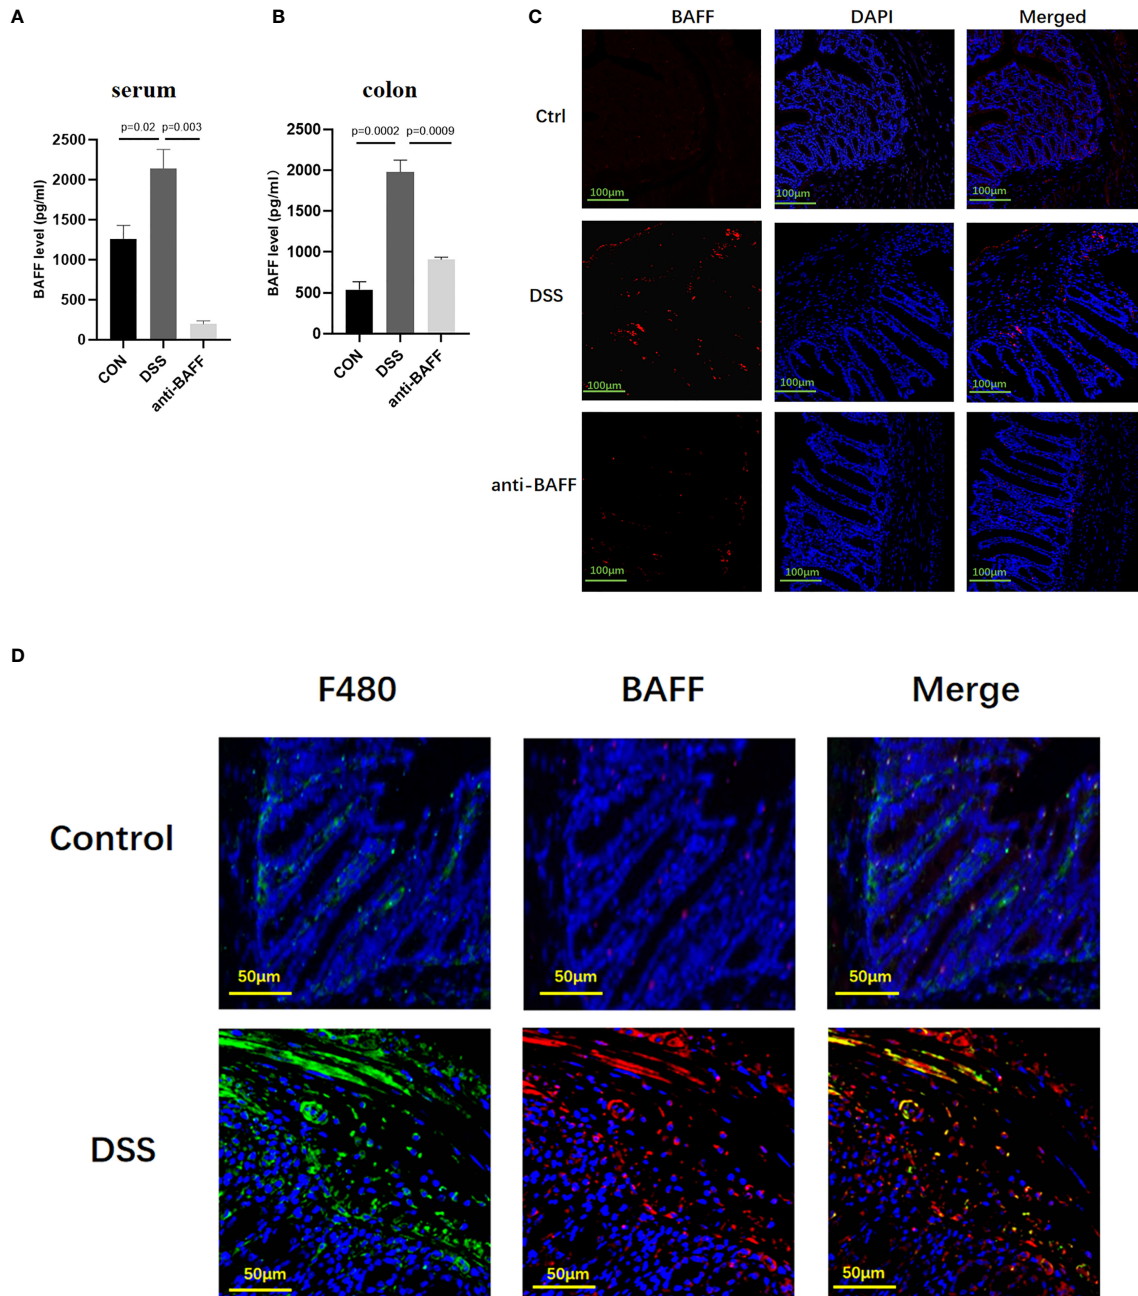 A
serum
p=0.02 p=0.003
BAFF level (pg/ml)
2500
2000
1500
1000
500
0
CON
DSS
anti-BAFF
B
colon
p=0.0002 p=0.0009
BAFF level (pg/ml)
2500
2000
1500
1000
500
0
CON
DSS
anti-BAFF
C
BAFF DAPI Merged
Ctrl
100μm 100μm 100μm
DSS
100μm 100μm 100μm
anti-BAFF
100μm 100μm 100μm
D
F480 BAFF Merge
Control
50μm 50μm 50μm
DSS
50μm 50μm 50μm